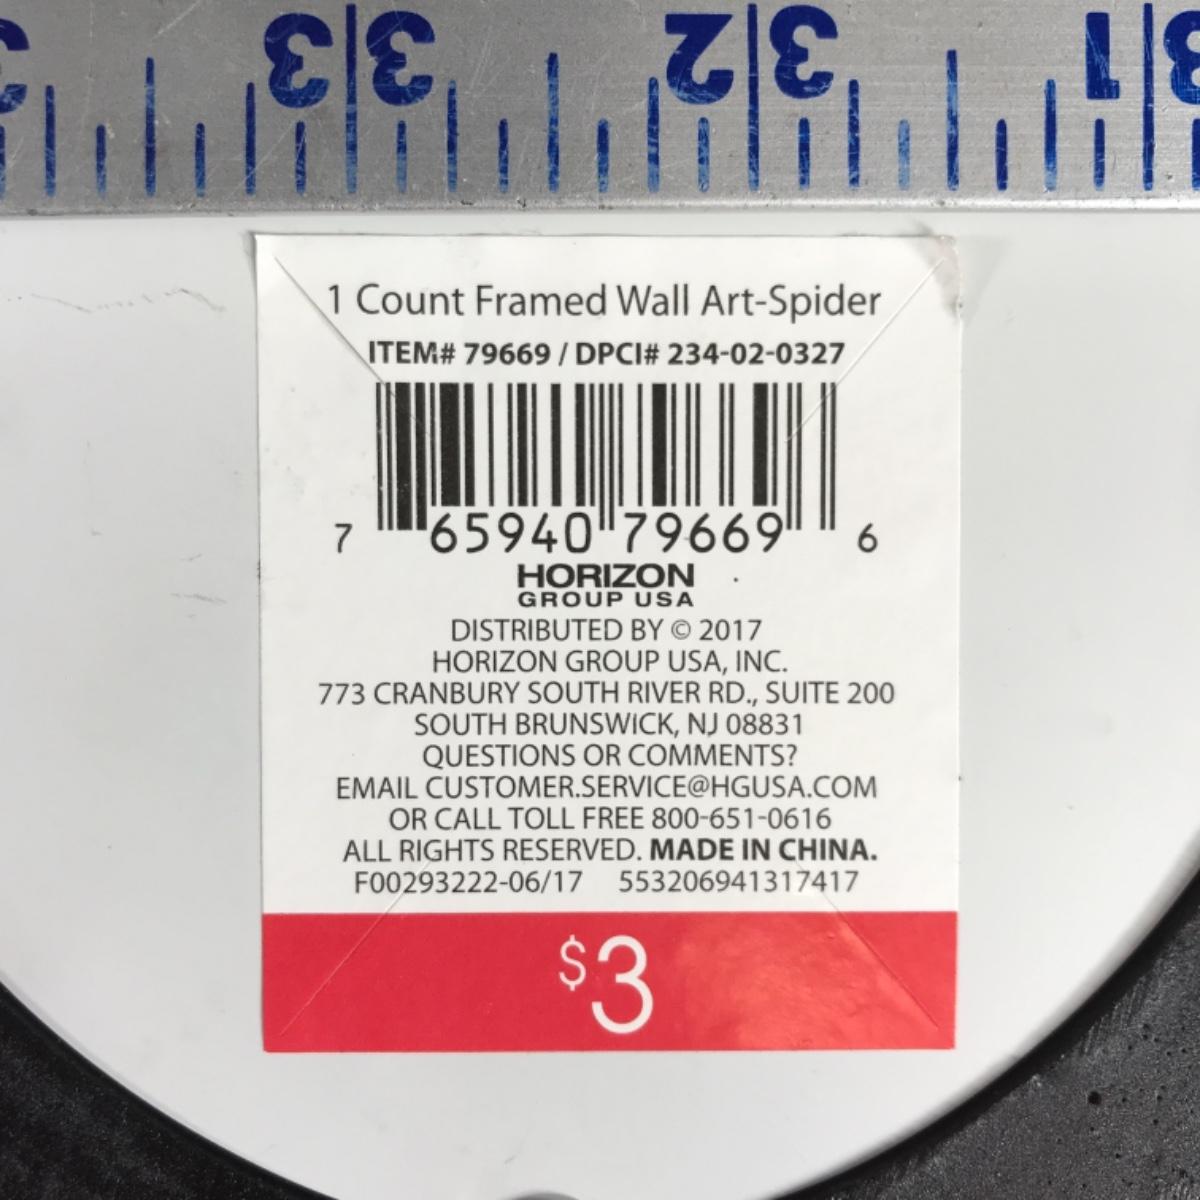 33 32 31
1 Count Framed Wall Art-Spider
ITEM# 79669 / DPCI# 234-02-0327
7 65940 79669 6
HORIZON
GROUP USA
DISTRIBUTED BY © 2017
HORIZON GROUP USA, INC.
773 CRANBURY SOUTH RIVER RD., SUITE 200
SOUTH BRUNSWICK, NJ 08831
QUESTIONS OR COMMENTS?
EMAIL CUSTOMER.SERVICE@HGUSA.COM
OR CALL TOLL FREE 800-651-0616
ALL RIGHTS RESERVED. MADE IN CHINA.
F00293222-06/17 553206941317417
$3